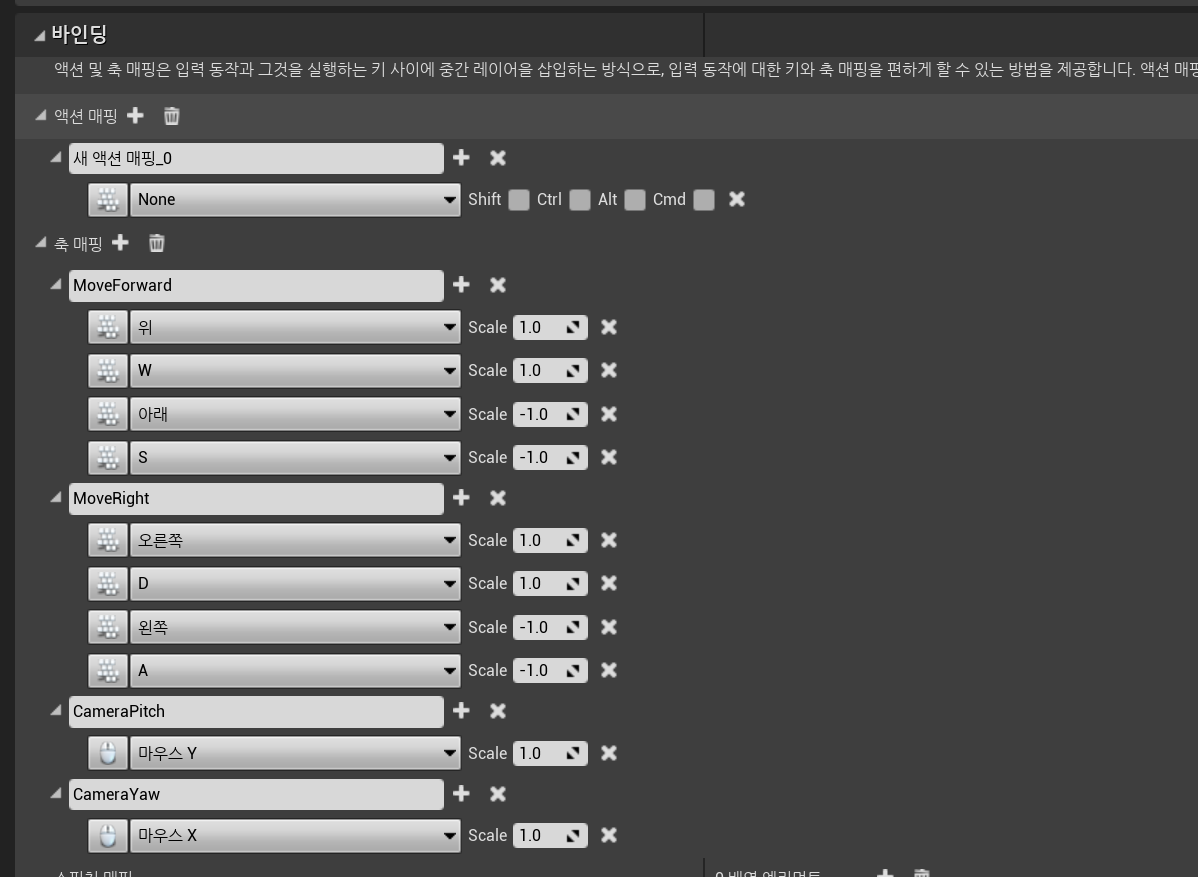 바인딩
액션 및 축 매핑은 입력 동작과 그것을 실행하는 키 사이에 중간 레이어을 삽입하는 방식으로, 입력 동작에 대한 키와 축 매핑을 편하게 할 수 있는 방법을 제공합니다. 액션 매핑
액션 매핑
새 액션 매핑_0
None Shift Ctrl Alt Cmd
축 매핑
MoveForward
위 Scale 1.0
W Scale 1.0
아래 Scale -1.0
S Scale -1.0
MoveRight
오른쪽 Scale 1.0
D Scale 1.0
왼쪽 Scale -1.0
A Scale -1.0
CameraPitch
마우스 Y Scale 1.0
CameraYaw
마우스 X Scale 1.0
스피치 매핑 0 배열 엘리먼트